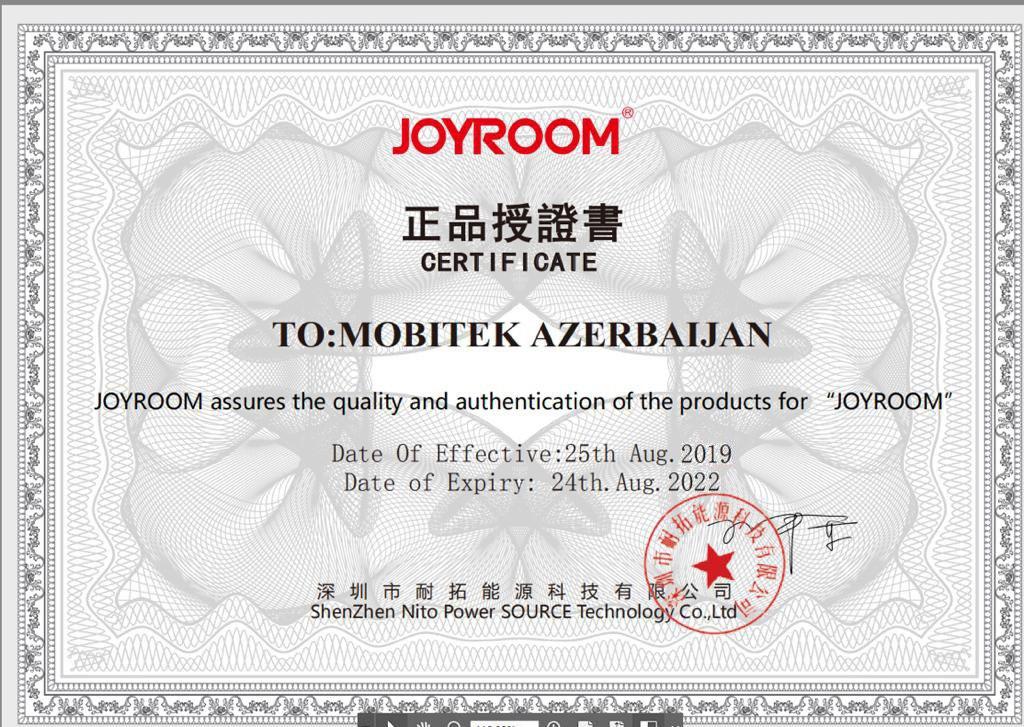 JOYROOM®
正品授證書
CERTIFICATE
TO:MOBITEK AZERBAIJAN
JOYROOM assures the quality and authentication of the products for “JOYROOM”
Date Of Effective:25th Aug.2019
Date of Expiry: 24th.Aug.2022
深圳市耐拓能源科技有限公司
深圳市耐拓能源科技有限公司
ShenZhen Nito Power SOURCE Technology Co.,Ltd